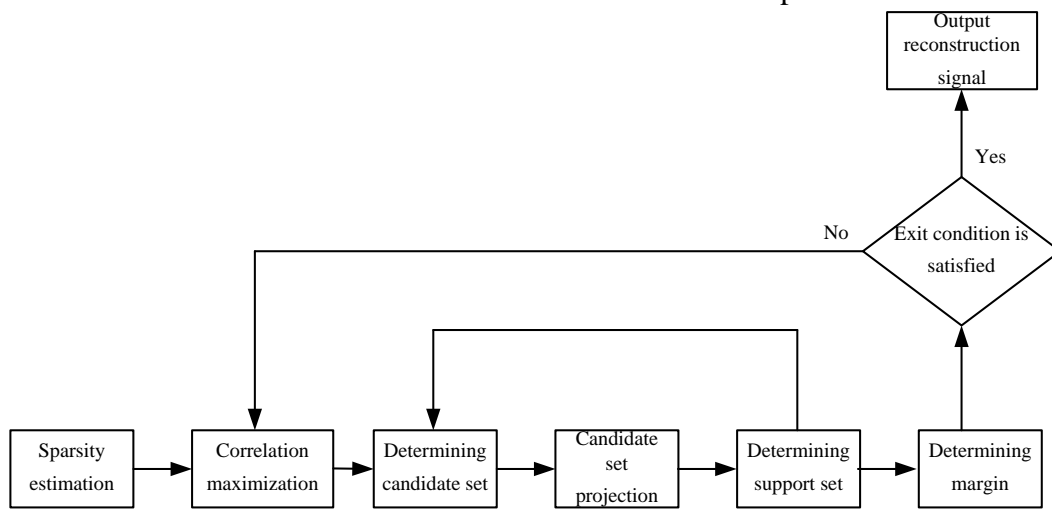 Output
reconstruction
signal
Yes
No
Exit condition is
satisfied
Sparsity
estimation
Correlation
maximization
Determining
candidate set
Candidate
set
projection
Determining
support set
Determining
margin